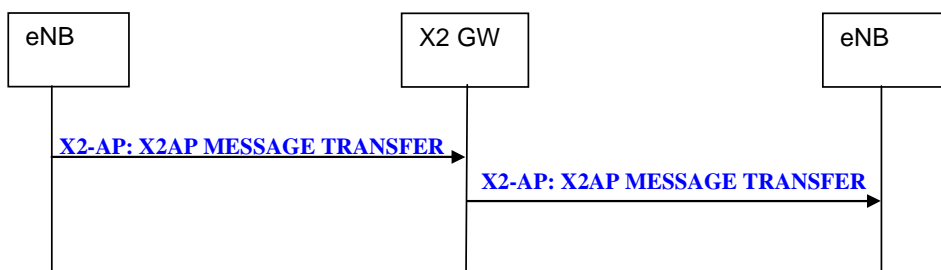 eNB
X2 GW
eNB
X2-AP: X2AP MESSAGE TRANSFER
X2-AP: X2AP MESSAGE TRANSFER